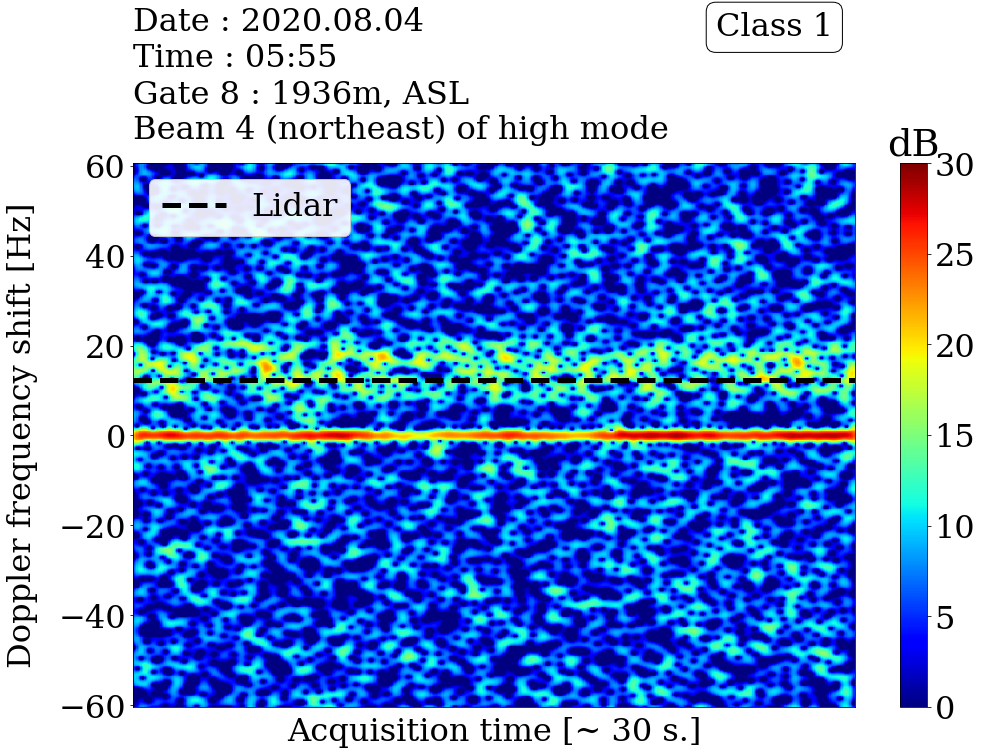 Date : 2020.08.04
Time : 05:55
Gate 8 : 1936m, ASL
Beam 4 (northeast) of high mode
Class 1
dB
Lidar
Doppler frequency shift [Hz]
60
40
20
0
−20
−40
−60
Acquisition time [~ 30 s.]
30
25
20
15
10
5
0